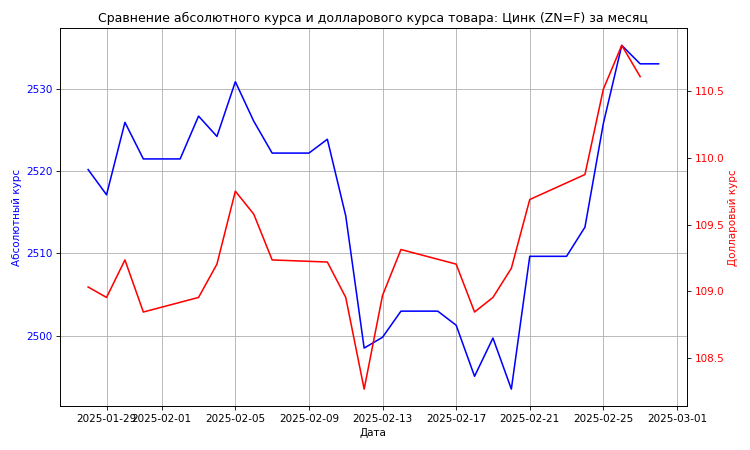 Сравнение абсолютного курса и долларового курса товара: Цинк (ZN=F) за месяц
Абсолютный курс
2530
2520
2510
2500
110.5
110.0
109.5
109.0
108.5
Долларовый курс
2025-01-29 2025-02-01 2025-02-05 2025-02-09 2025-02-13 2025-02-17 2025-02-21 2025-02-25 2025-03-01
Дата